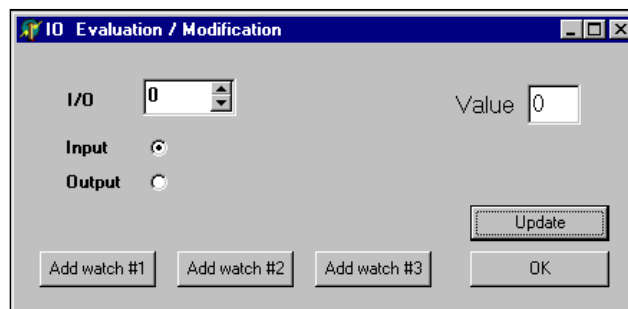 IO Evaluation / Modification
I/O 0
Value 0
Input
Output
Update
Add watch #1 Add watch #2 Add watch #3 OK